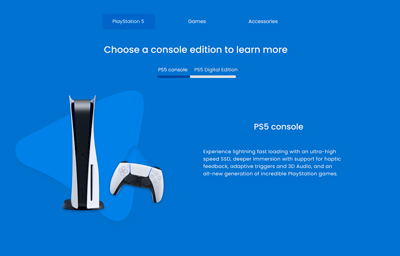 PlayStation 5 Games Accessories
Choose a console edition to learn more
PS5 console PS5 Digital Edition
PS5 console
Experience lightning fast loading with an ultra-high
speed SSD, deeper immersion with support for haptic
feedback, adaptive triggers and 3D Audio, and on
all-new generation of incredible PlayStation games.